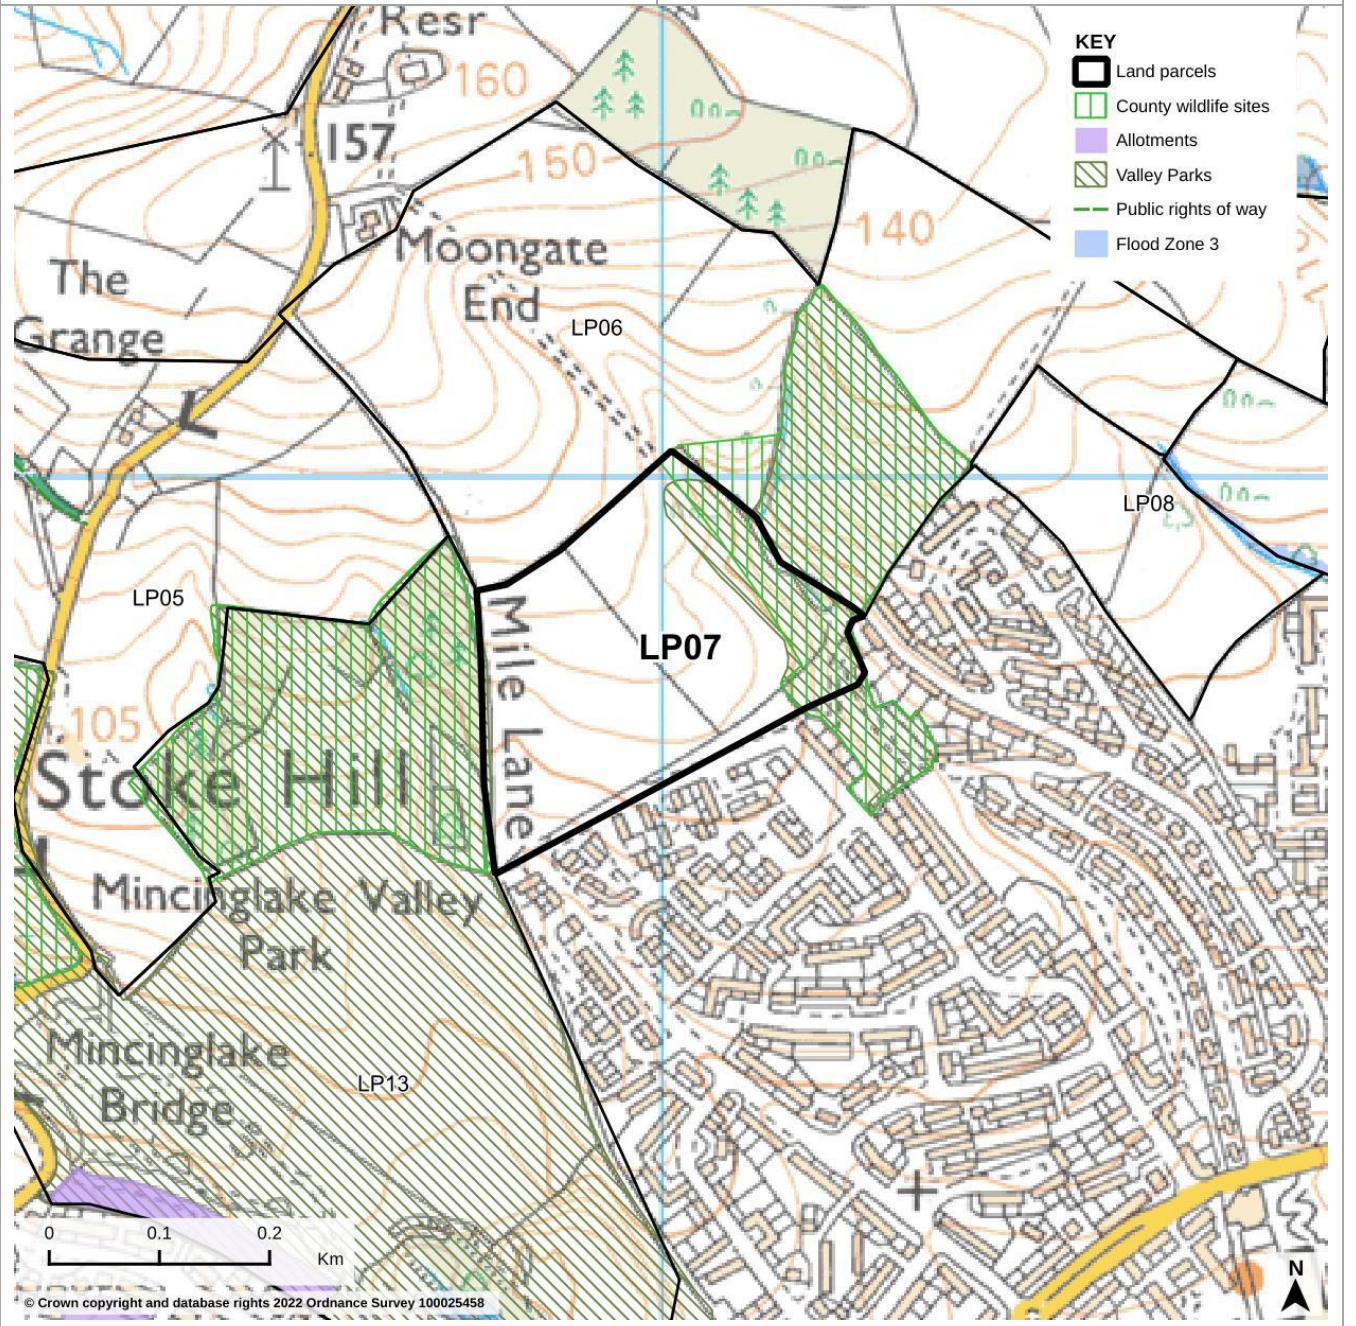 Resr
160
157
150
140
Moongate
End
The
Grange
LP06
LP08
LP05
LP07
Mile Lane
105
Stoke Hill
Mincinglake Valley
Park
Mincinglake
Bridge
LP13
KEY
Land parcels
County wildlife sites
Allotments
Valley Parks
Public rights of way
Flood Zone 3
0 0.1 0.2
Km
© Crown copyright and database rights 2022 Ordnance Survey 100025458
N